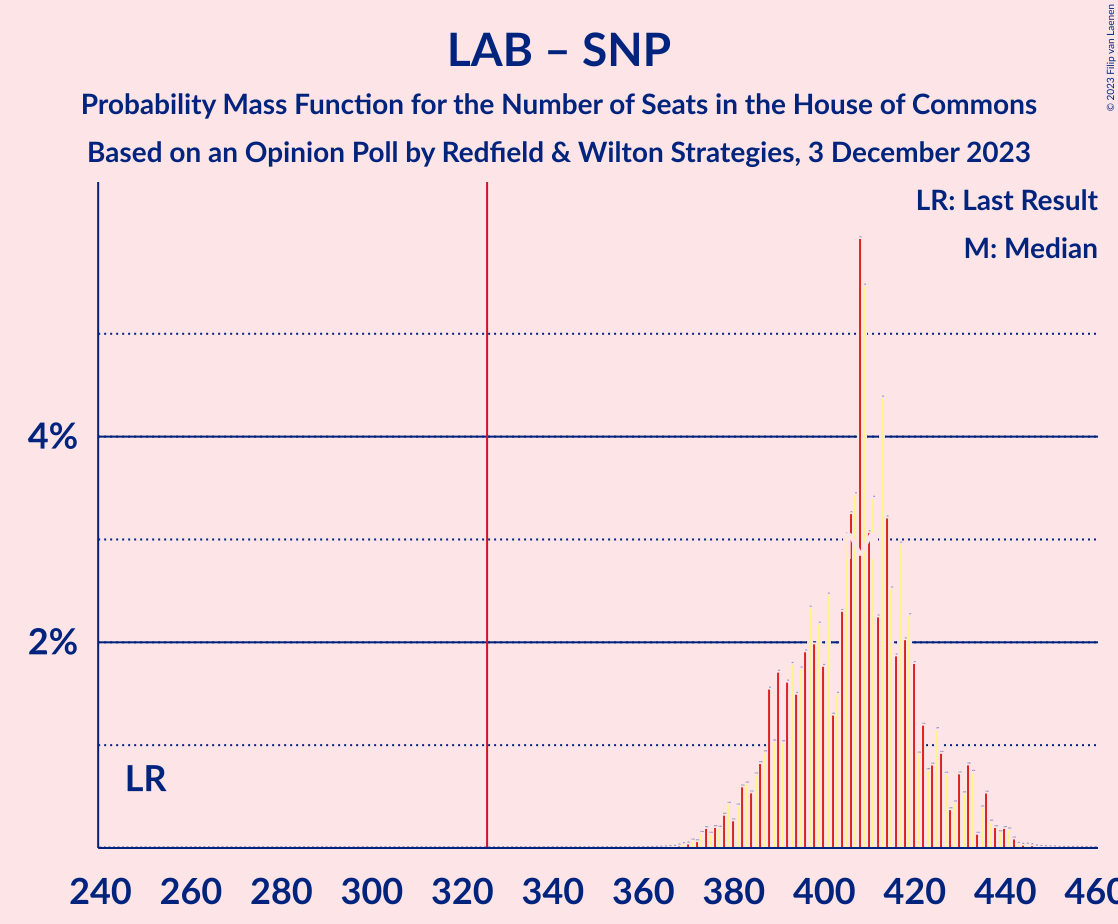 LAB – SNP
Probability Mass Function for the Number of Seats in the House of Commons
Based on an Opinion Poll by Redfield & Wilton Strategies, 3 December 2023
© 2023 Filip van Laenen
LR: Last Result
M: Median
4%
2%
LR
240 260 280 300 320 340 360 380 400 420 440 460